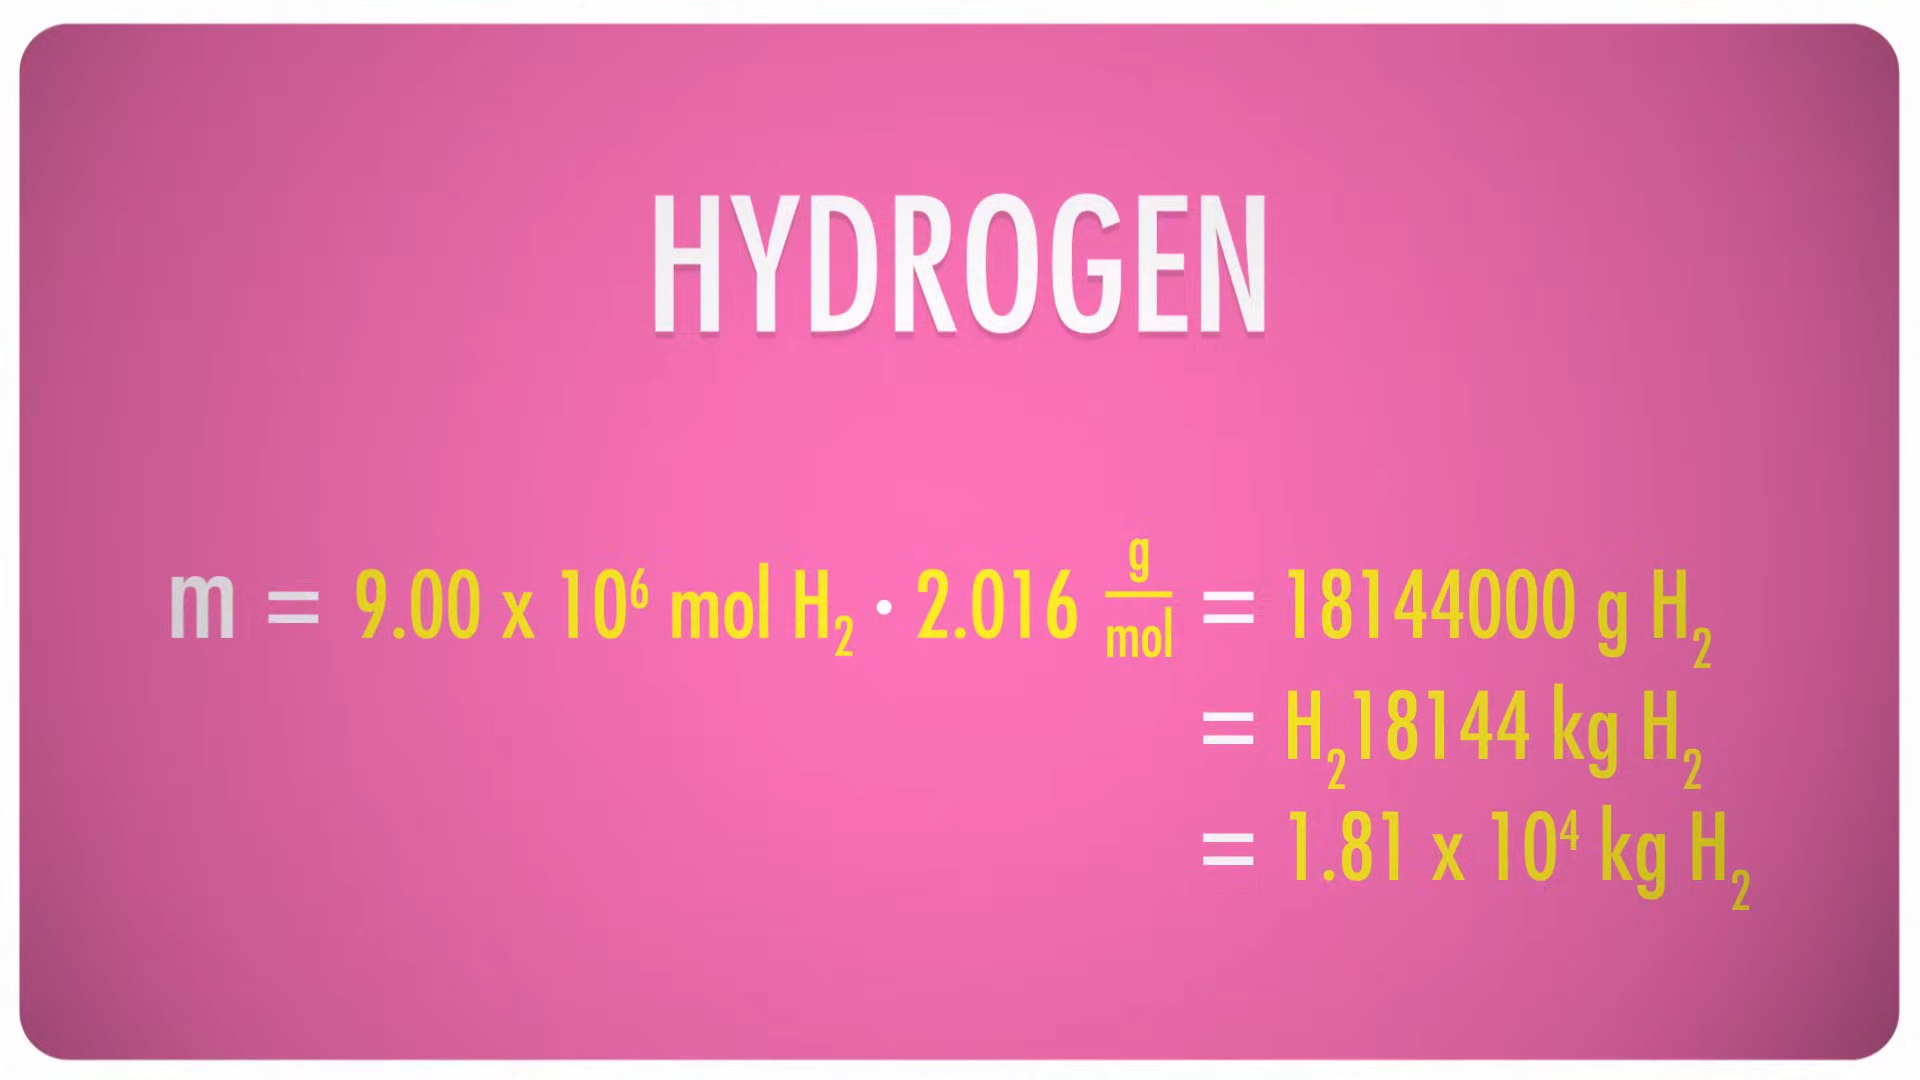 HYDROGEN
m = 9.00 x 10⁶ mol H₂ · 2.016 g/mol = 18144000 g H₂
= H₂18144 kg H₂
= 1.81 x 10⁴ kg H₂